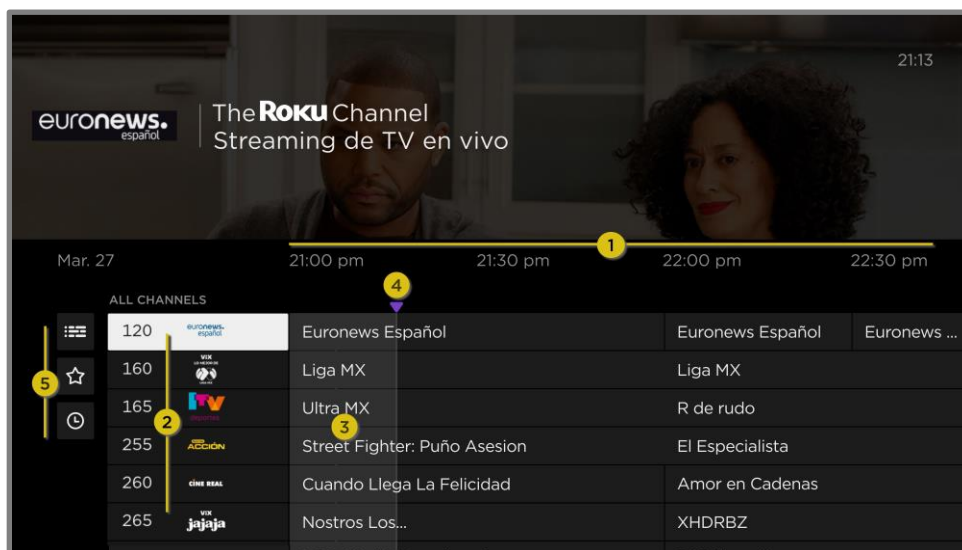 21:13
euronews.
español
The Roku Channel
Streaming de TV en vivo
1
Mar. 27 21:00 pm 21:30 pm 22:00 pm 22:30 pm
4
ALL CHANNELS
120 euronews. español Euronews Español Euronews Español Euronews ...
160 VIX Liga MX Liga MX
5
165 Ultra MX R de rudo
2 3
255 ACCIÓN Street Fighter: Puño Asesion El Especialista
260 CINE REAL Cuando Llega La Felicidad Amor en Cadenas
265 VIX jajaja Nostros Los... XHDRBZ